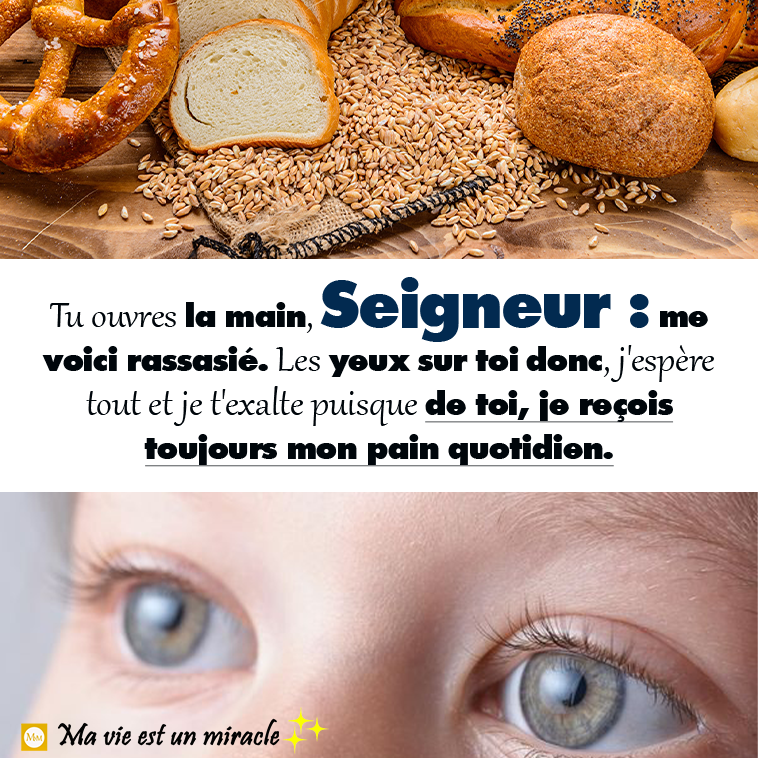 Tu ouvres la main, Seigneur : me
voici rassasié. Les yeux sur toi donc, j'espère
tout et je t'exalte puisque de toi, je reçois
toujours mon pain quotidien.
MM Ma vie est un miracle